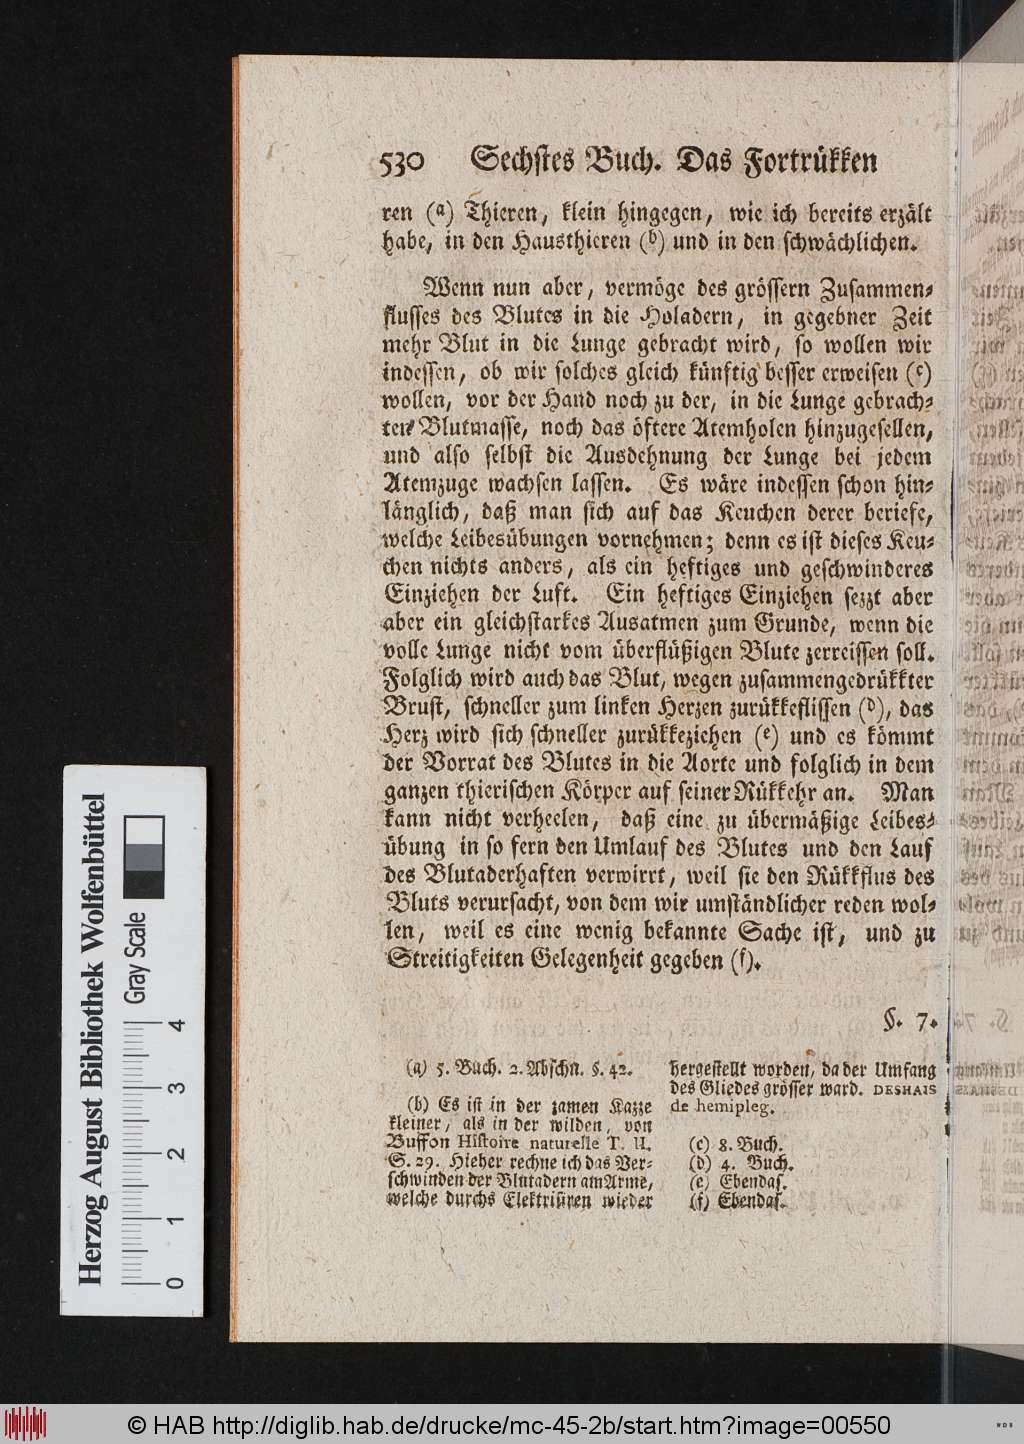 530 Sechstes Buch. Das Fortrükken
ren (a) Thieren, klein hingegen, wie ich bereits erzält
habe, in den Hausthieren (b) und in den schwächlichen.
Wenn nun aber, vermöge des grössern Zusammen-
flusses des Blutes in die Holadern, in gegebner Zeit
mehr Blut in die Lunge gebracht wird, so wollen wir
indessen, ob wir solches gleich künftig besser erweisen (c)
wollen, vor der Hand noch zu der, in die Lunge gebrach-
ten Blutmasse, noch das öftere Atemholen hinzugesellen,
und also selbst die Ausdehnung der Lunge bei jedem
Atemzuge wachsen lassen. Es wäre indessen schon hin-
länglich, daß man sich auf das Keuchen derer beriefe,
welche Leibesübungen vornehmen; denn es ist dieses Keu-
chen nichts anders, als ein heftiges und geschwinderes
Einziehen der Luft. Ein heftiges Einziehen sezzt aber
aber ein gleichstarkes Ausatmen zum Grunde, wenn die
volle Lunge nicht vom überflüßigen Blute zerreissen soll.
Folglich wird auch das Blut, wegen zusammengedrükkter
Brust, schneller zum linken Herzen zurükkeflissen (d), das
Herz wird sich schneller zurükkeziehen (e) und es kömmt
der Vorrat des Blutes in die Aorte und folglich in dem
ganzen thierischen Körper auf seiner Rükkehr an. Man
kann nicht verheelen, daß eine zu übermäßige Leibes-
übung in so fern den Umlauf des Blutes und den Lauf
des Blutaderhaften verwirrt, weil sie den Rükkflus des
Bluts verursacht, von dem wir umständlicher reden wol-
len, weil es eine wenig bekannte Sache ist, und zu
Streitigkeiten Gelegenheit gegeben (f).
§. 7.
(a) 5. Buch. 2. Abschn. §. 42.
(b) Es ist in der zamen Kazze
kleiner, als in der wilden, von
Buffon Histoire naturelle T. U.
S. 29. Hieher rechne ich das Ver-
schwinden der Blutadern am Arme,
welche durchs Elektrisiren wieder
hergestellt worden, da der Umfang
des Gliedes grösser ward. DESHAIS
de hemipleg.
(c) 8. Buch.
(d) 4. Buch.
(e) Ebendas.
(f) Ebendas.
Herzog August Bibliothek Wolfenbüttel
Gray Scale
0 1 2 3 4
© HAB http://diglib.hab.de/drucke/mc-45-2b/start.htm?image=00550